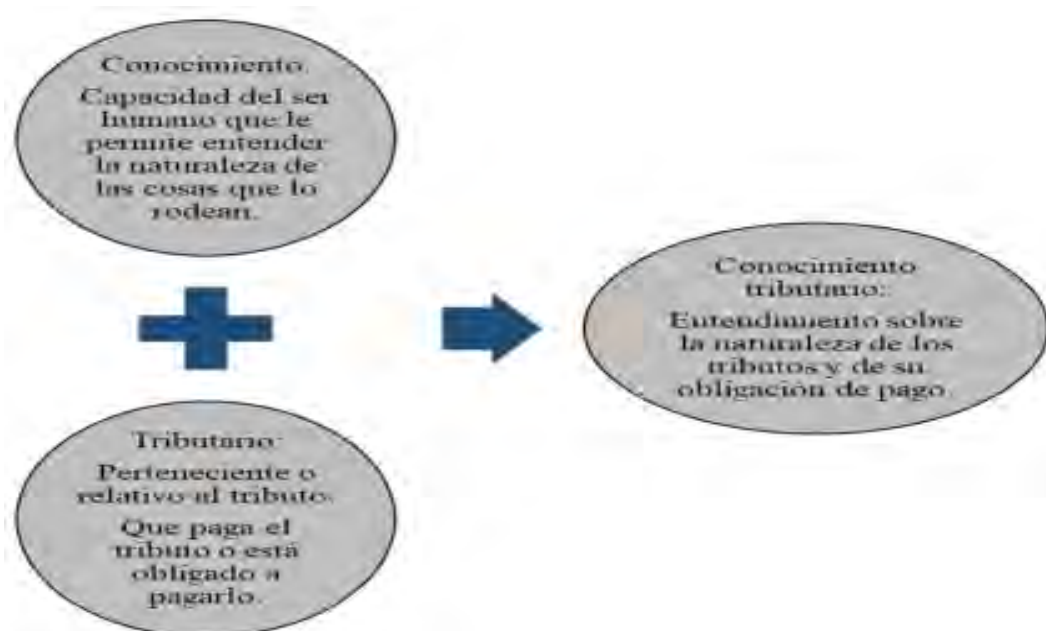 Conocimiento.
Capacidad del ser
humano que le
permite entender
la naturaleza de
las cosas que lo
rodean.
Conocimiento
tributario:
Entendimiento sobre
la naturaleza de los
tributos y de su
obligación de pago.
Tributario:
Perteneciente o
relativo al tributo.
Que paga el
tributo o está
obligado a
pagarlo.